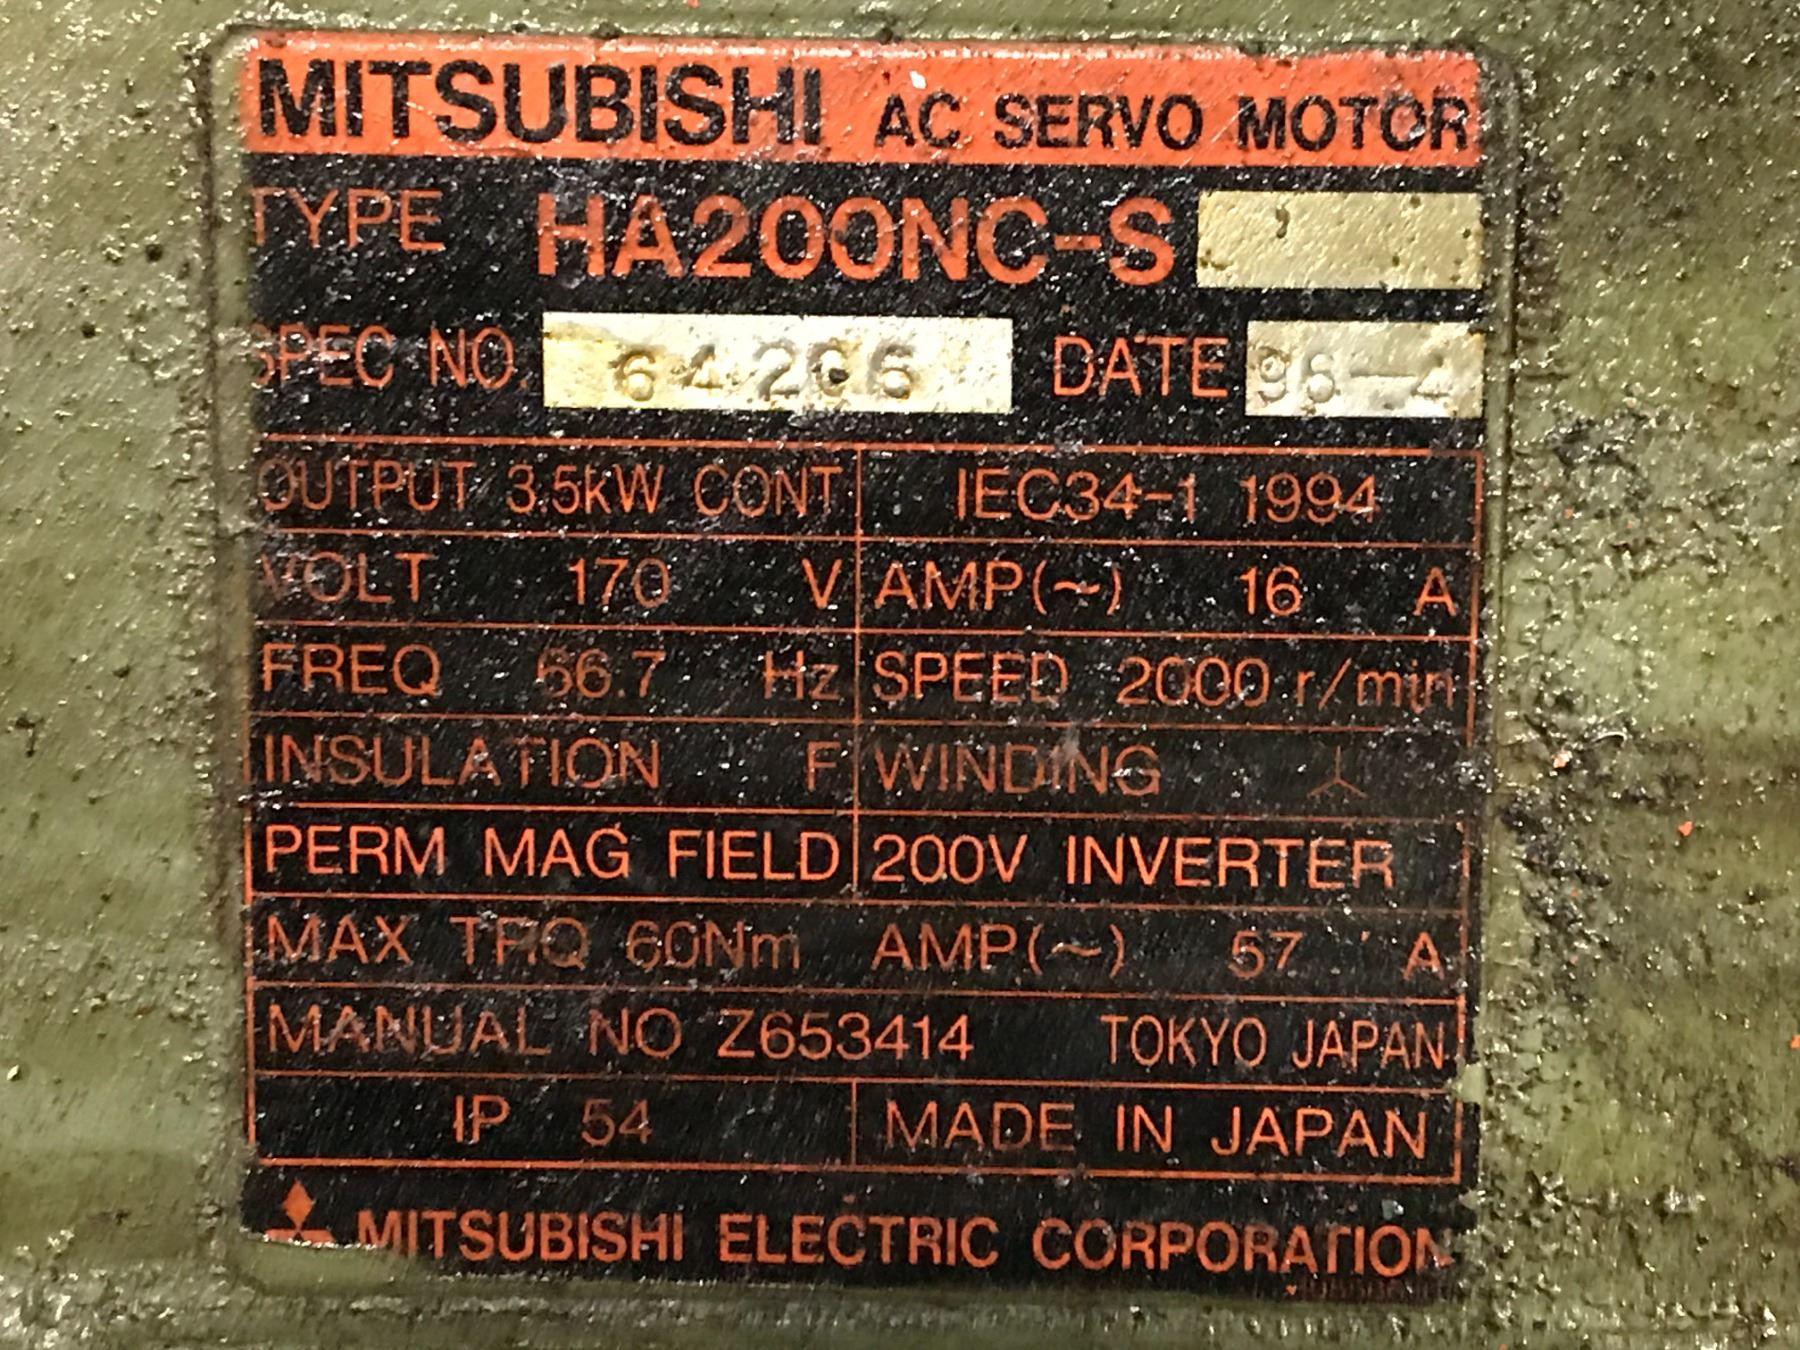 MITSUBISHI AC SERVO MOTOR
TYPE HA200NC-S
SPEC NO. 64206 DATE 98-4
OUTPUT 3.5kW CONT IEC34-1 1994
VOLT 170 V AMP(~) 16 A
FREQ 66.7 Hz SPEED 2000 r/min
INSULATION F WINDING
PERM MAG FIELD 200V INVERTER
MAX TRQ 60Nm AMP(~) 57 A
MANUAL NO Z653414 TOKYO JAPAN
IP 54 MADE IN JAPAN
MITSUBISHI ELECTRIC CORPORATION